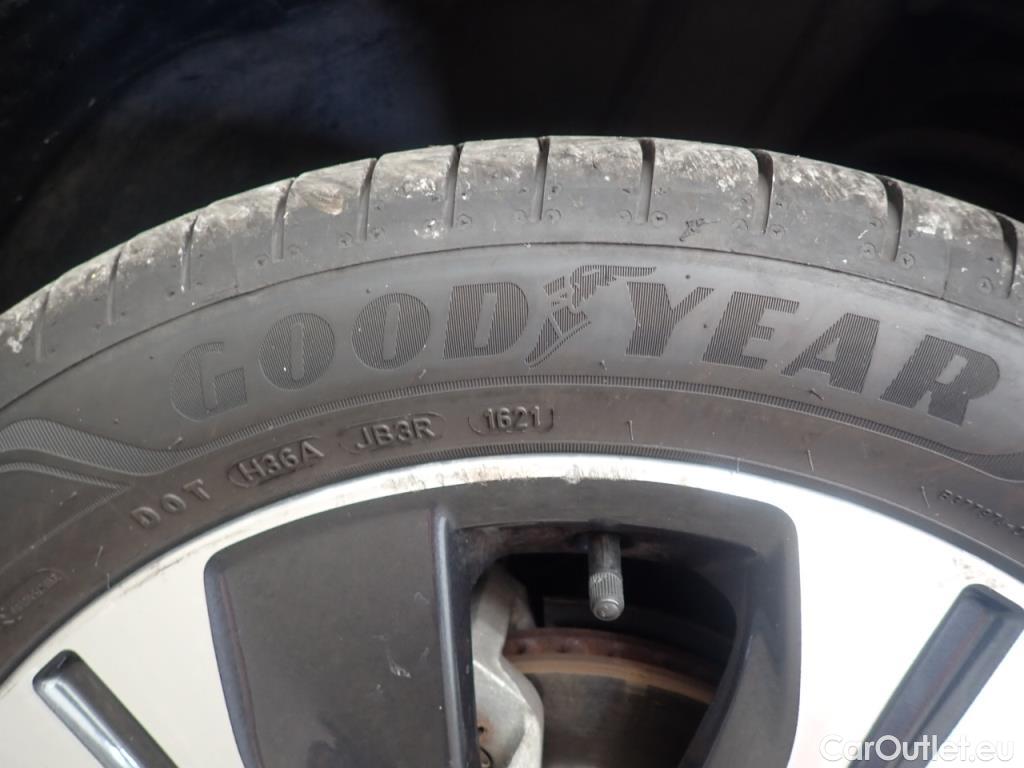 GOODYEAR
DOT H36A JB3R 1621
CarOutlet.eu